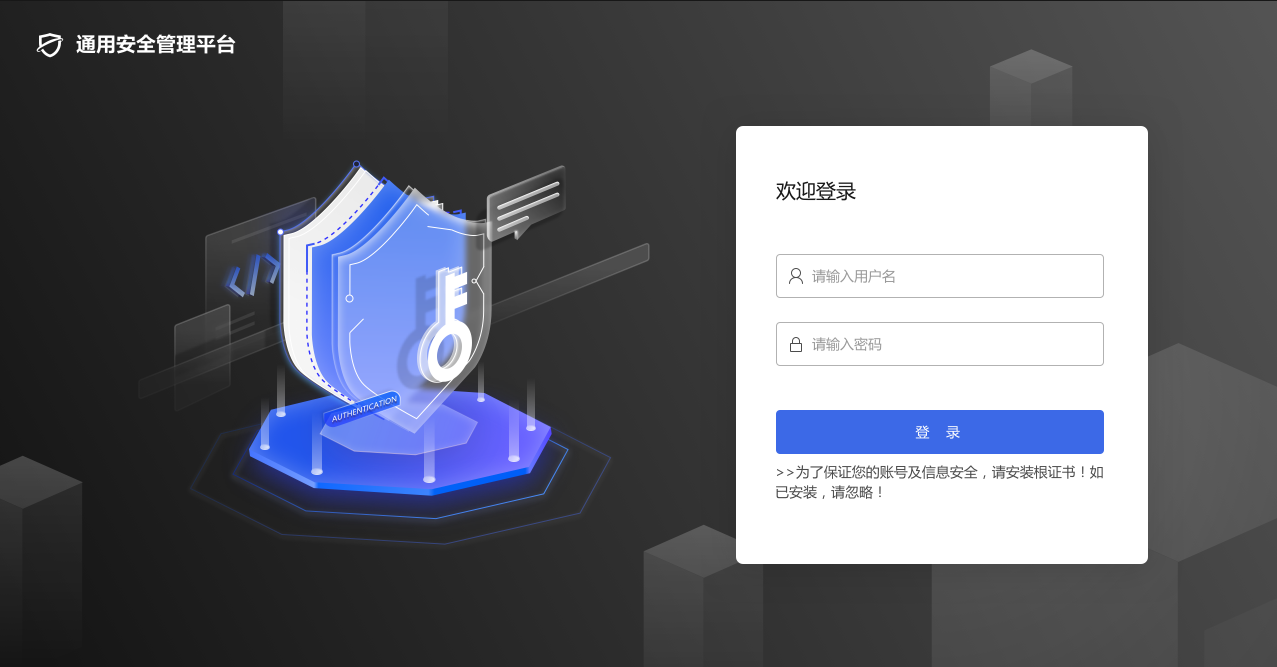 通用安全管理平台
欢迎登录
请输入用户名
请输入密码
</>
AUTHENTICATION
登 录
>>为了保证您的账号及信息安全，请安装根证书！如
已安装，请忽略！